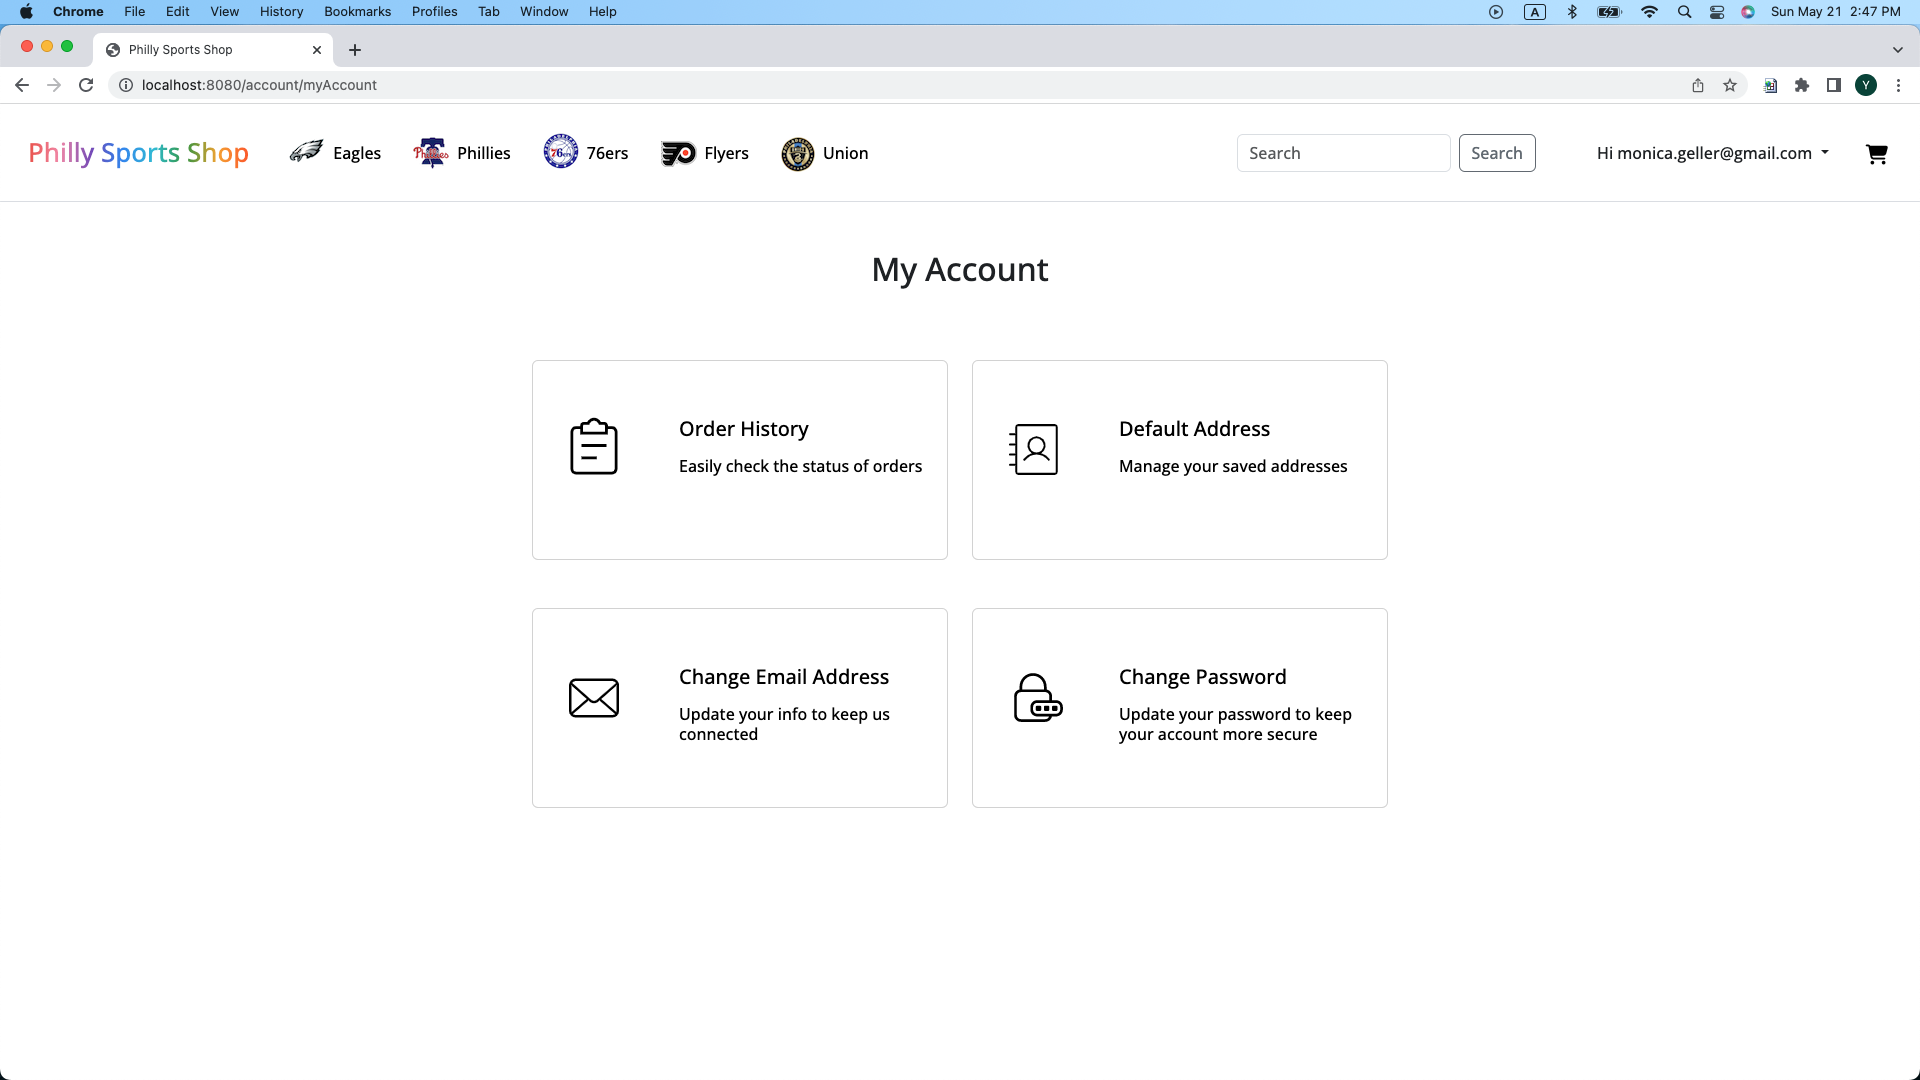 Chrome File Edit View History Bookmarks Profiles Tab Window Help A Sun May 21 2:47 PM
Philly Sports Shop
localhost:8080/account/myAccount Y
Philly Sports Shop Eagles Phillies Phillies 76ers 76ers Flyers Union Search Search Hi monica.geller@gmail.com
My Account
Order History
Easily check the status of orders
Default Address
Manage your saved addresses
Change Email Address
Update your info to keep us
connected
Change Password
Update your password to keep
your account more secure